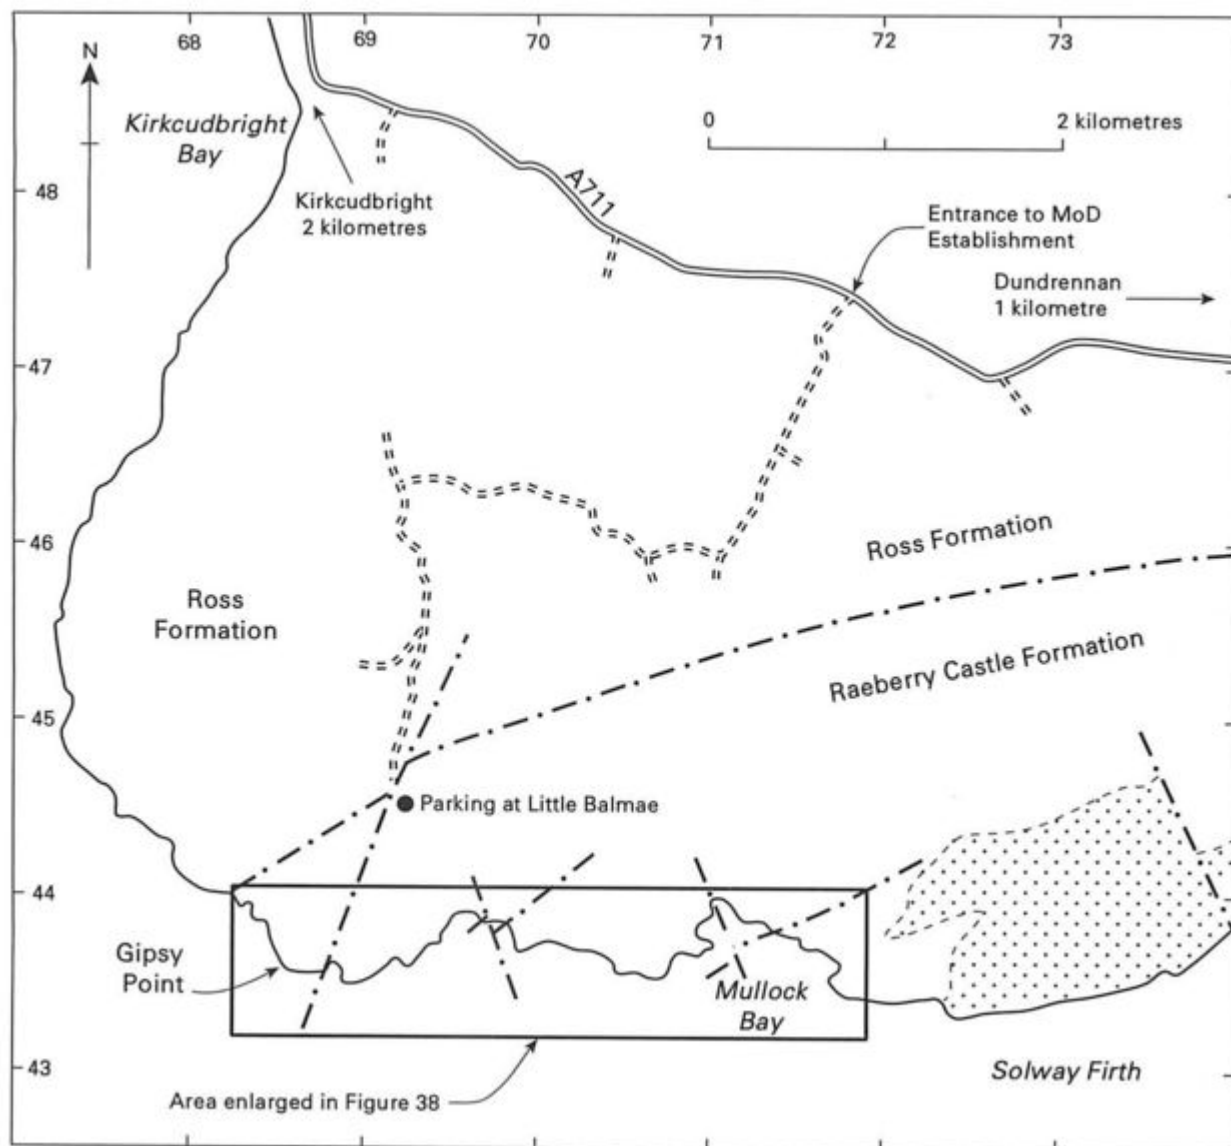 68 69 70 71 72 73
N
Kirkcudbright
Bay
0 2 kilometres
48
Kirkcudbright
2 kilometres
A711
Entrance to MoD
Establishment
Dundrennan
1 kilometre
47
46
Ross Formation
Ross
Formation
Raeberry Castle Formation
45
Parking at Little Balmae
44
Gipsy
Point
Mullock
Bay
43
Solway Firth
Area enlarged in Figure 38